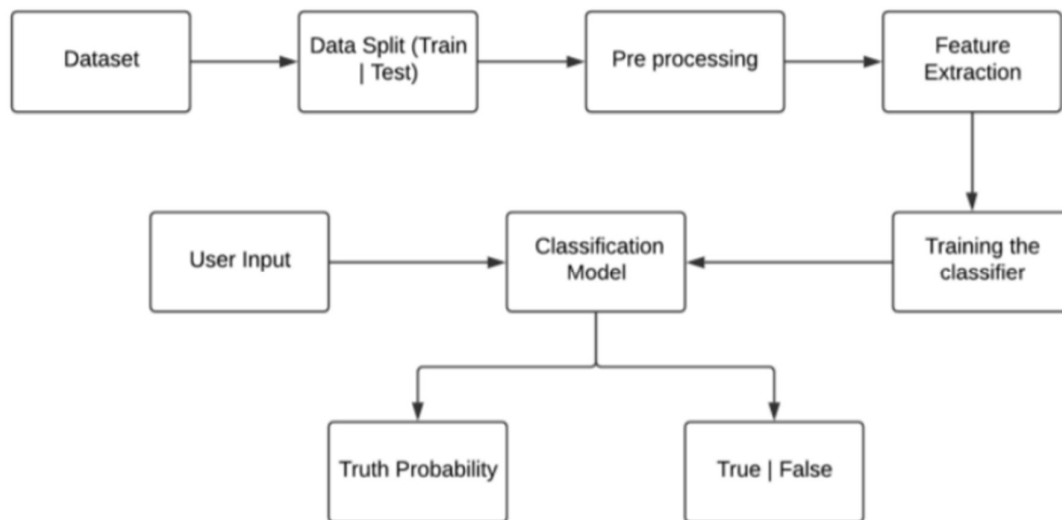 Dataset
Data Split (Train
| Test)
Pre processing
Feature
Extraction
User Input
Classification
Model
Training the
classifier
Truth Probability
True | False